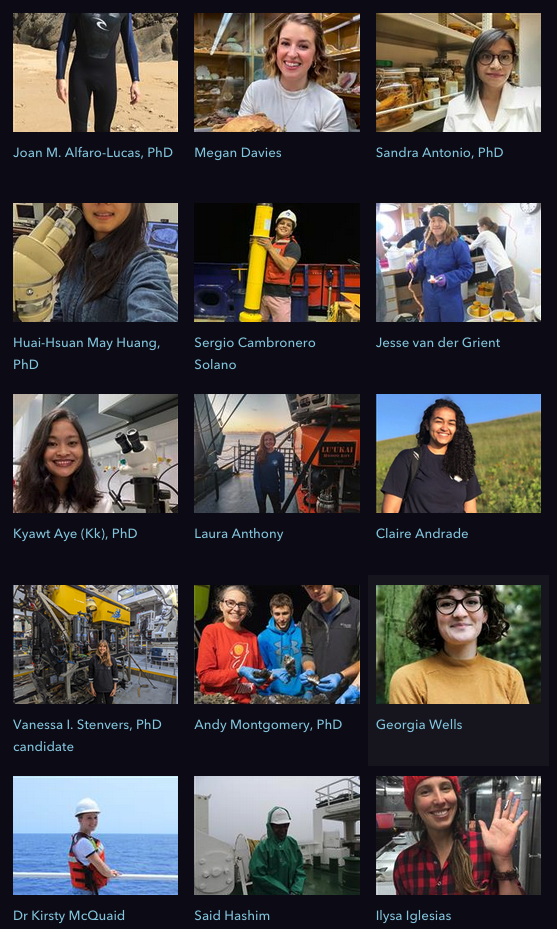 Joan M. Alfaro-Lucas, PhD
Megan Davies
Sandra Antonio, PhD
Huai-Hsuan May Huang,
PhD
Sergio Cambronero
Solano
Jesse van der Grient
LU'UKAI
Kyawt Aye (Kk), PhD
Laura Anthony
Claire Andrade
Vanessa I. Stenvers, PhD
candidate
Andy Montgomery, PhD
Georgia Wells
Dr Kirsty McQuaid
Said Hashim
Ilysa Iglesias